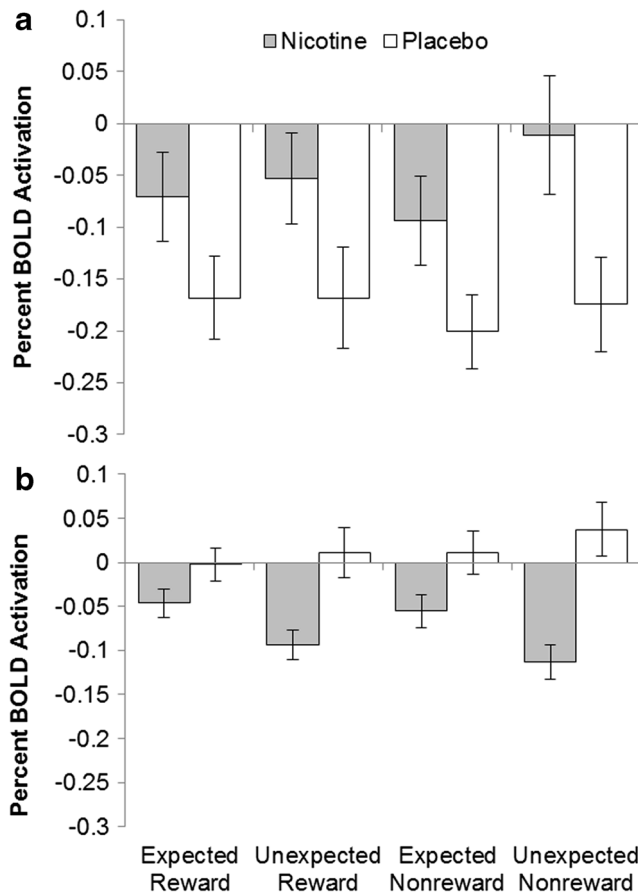 a
Nicotine Placebo
Percent BOLD Activation
0.1
0.05
0
-0.05
-0.1
-0.15
-0.2
-0.25
-0.3
b
Percent BOLD Activation
0.1
0.05
0
-0.05
-0.1
-0.15
-0.2
-0.25
-0.3
Expected Unexpected Expected Unexpected
Reward Reward Nonreward Nonreward